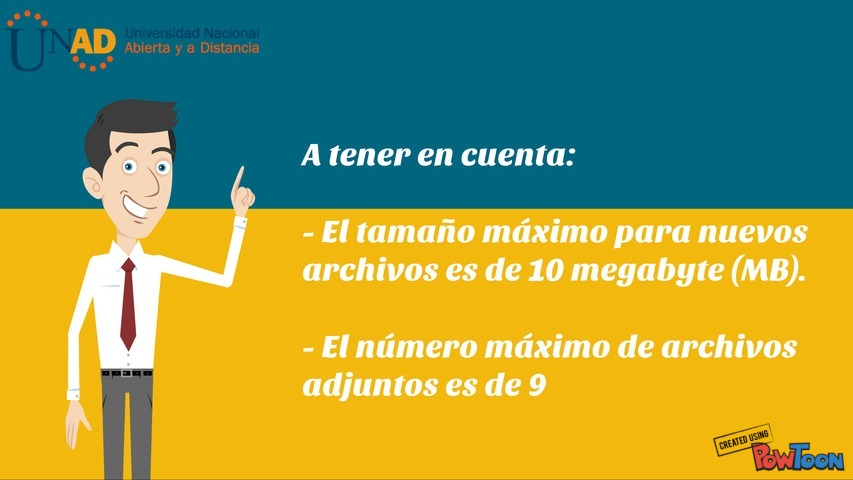 UNAD
Universidad Nacional
Abierta y a Distancia
A tener en cuenta:
- El tamaño máximo para nuevos
archivos es de 10 megabyte (MB).
- El número máximo de archivos
adjuntos es de 9
CREATED USING
POWTOON